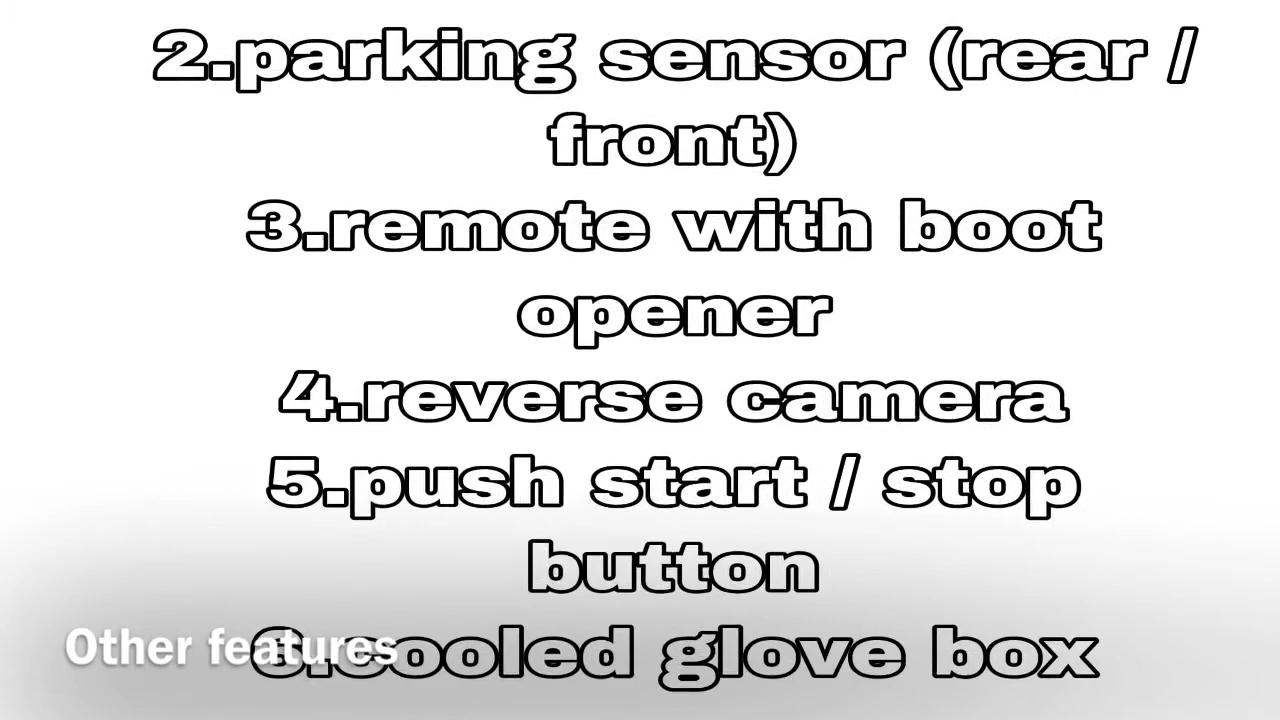 2.parking sensor (rear /
front)
3.remote with boot
opener
4.reverse camera
5.push start / stop
button
6.cooled glove box
Other features